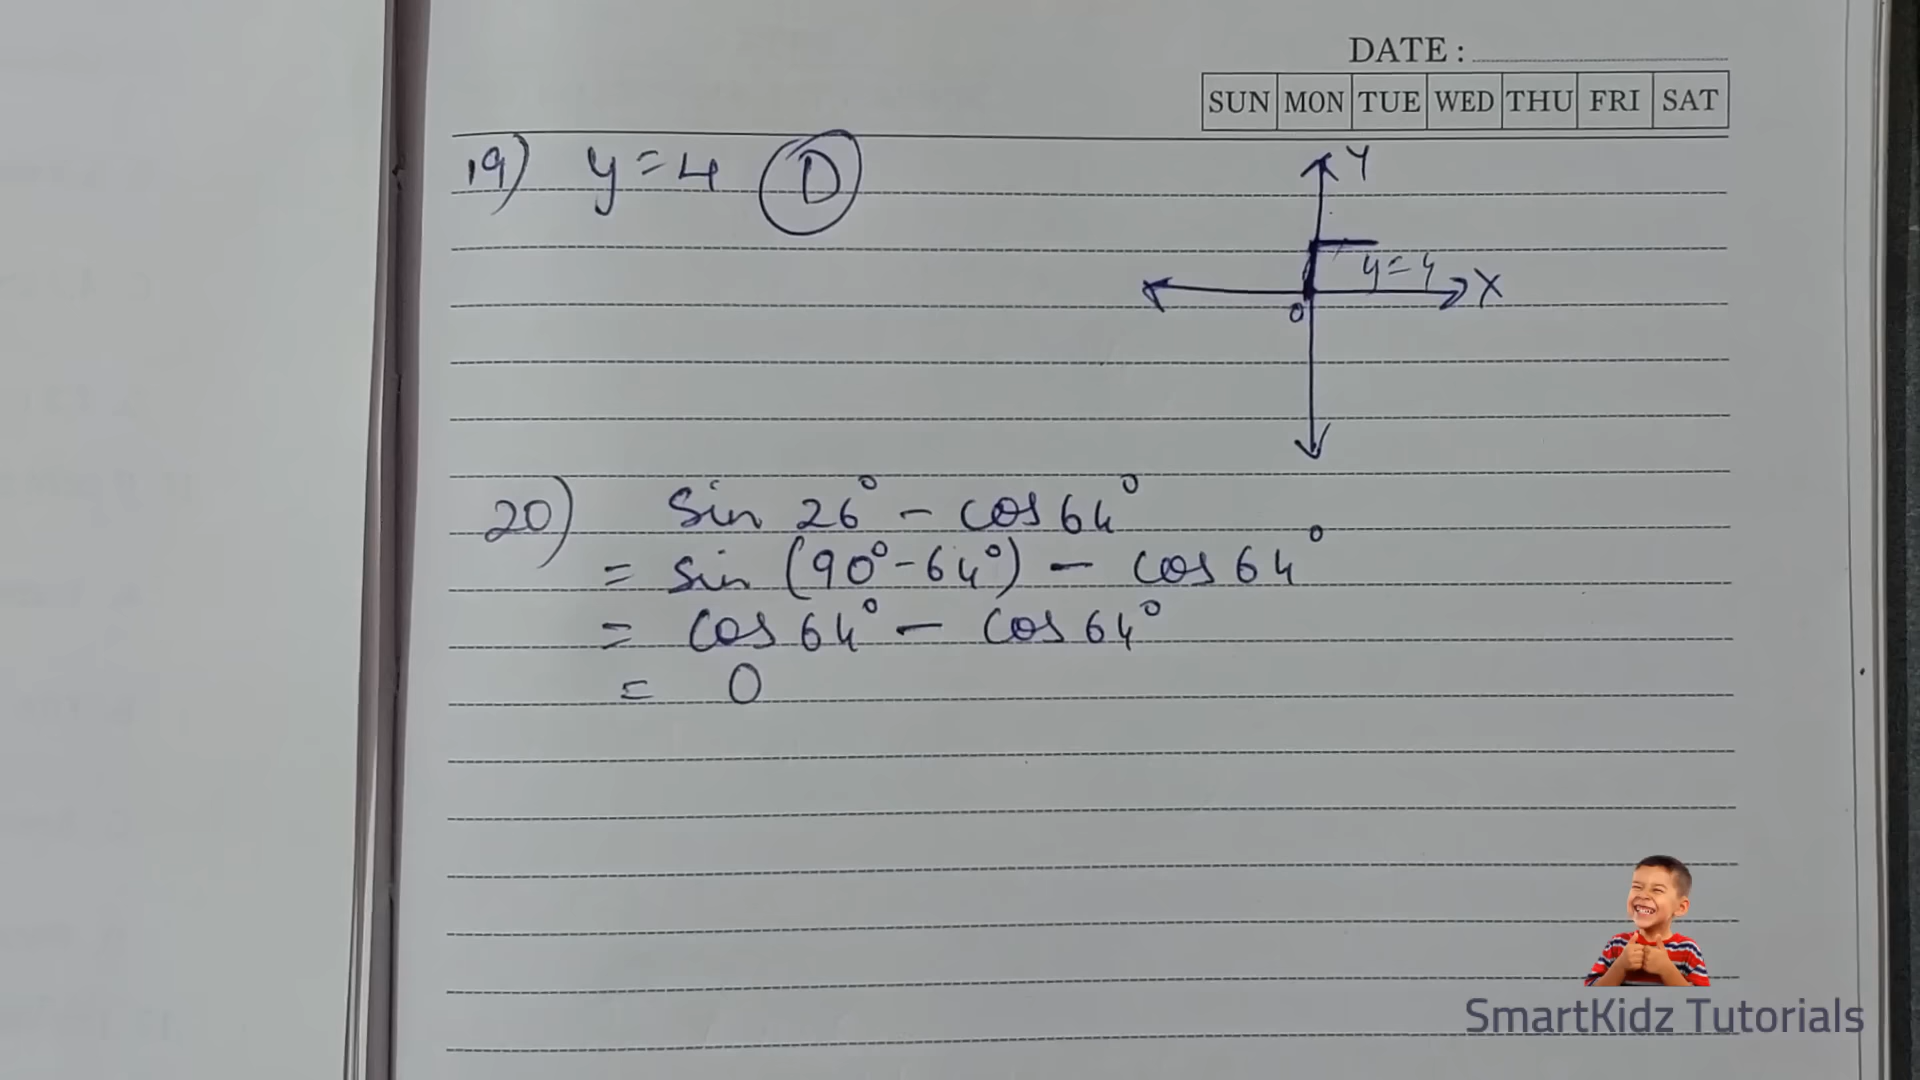 DATE :
SUN MON TUE WED THU FRI SAT
19) y = 4 D
Y
y = 4
X
0
20) Sin 26° - cos 64°
= sin (90° - 64°) - cos 64°
= cos 64° - cos 64°
= 0
SmartKidz Tutorials